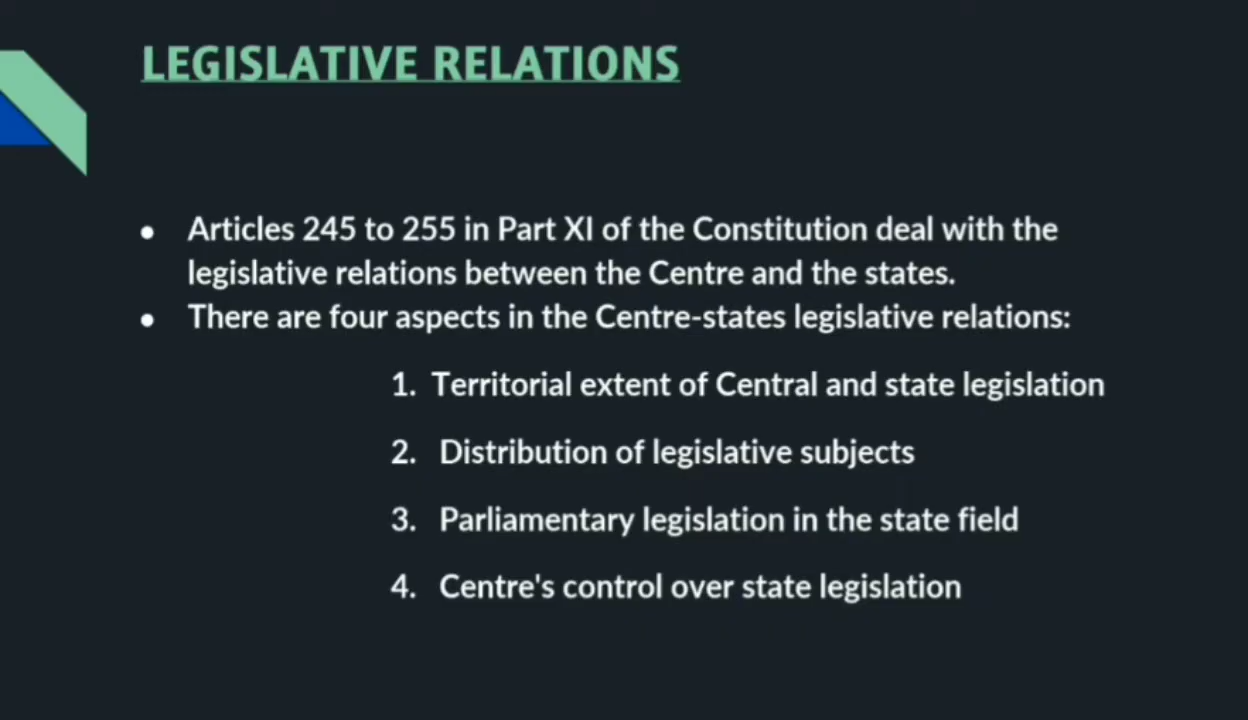 LEGISLATIVE RELATIONS
• Articles 245 to 255 in Part XI of the Constitution deal with the
legislative relations between the Centre and the states.
• There are four aspects in the Centre-states legislative relations:
1. Territorial extent of Central and state legislation
2. Distribution of legislative subjects
3. Parliamentary legislation in the state field
4. Centre's control over state legislation